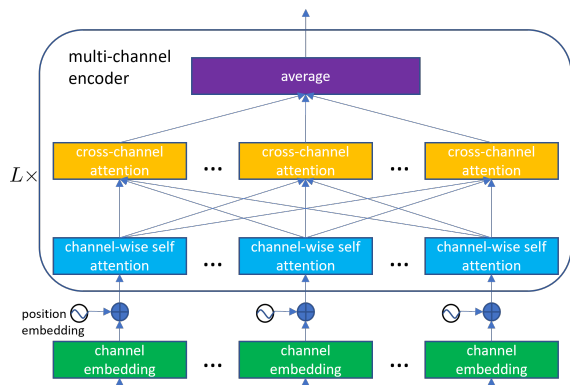 multi-channel
encoder
average
L×
cross-channel
attention
...
cross-channel
attention
...
cross-channel
attention
channel-wise self
attention
...
channel-wise self
attention
...
channel-wise self
attention
position
embedding
channel
embedding
...
channel
embedding
...
channel
embedding